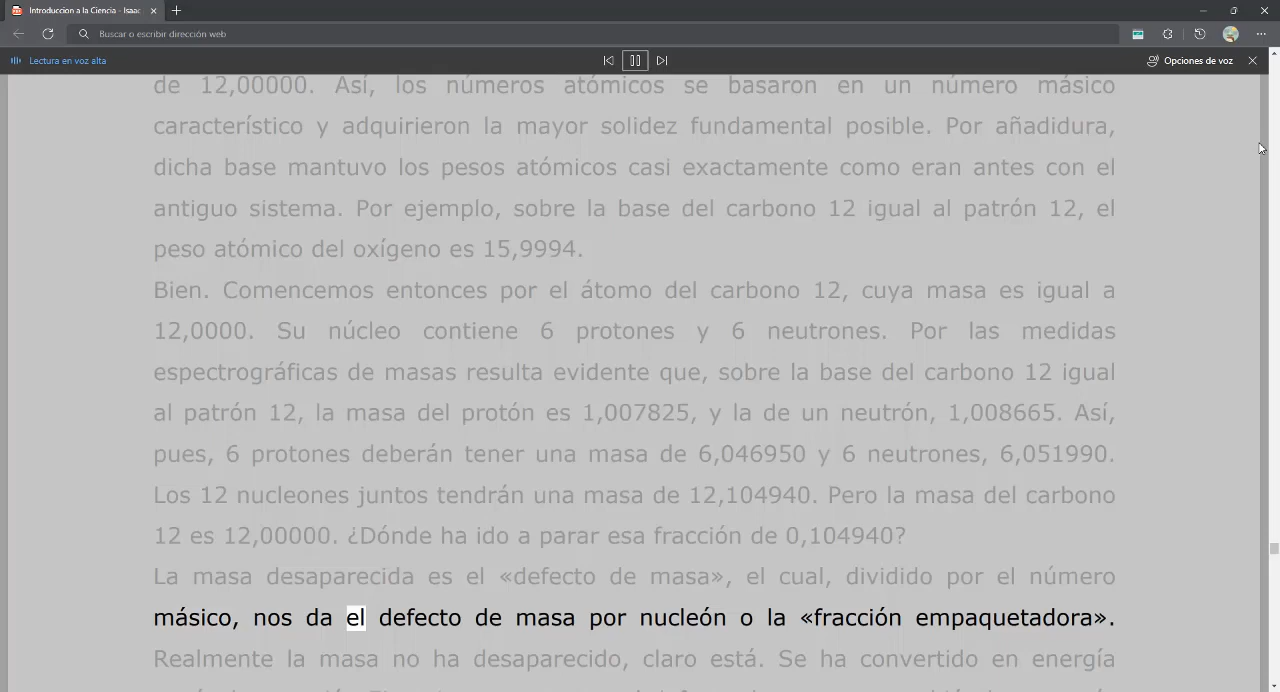 Introduccion a la Ciencia - Isaac
Buscar o escribir dirección web
Lectura en voz alta
Opciones de voz
de 12,00000. Así, los números atómicos se basaron en un número másico
característico y adquirieron la mayor solidez fundamental posible. Por añadidura,
dicha base mantuvo los pesos atómicos casi exactamente como eran antes con el
antiguo sistema. Por ejemplo, sobre la base del carbono 12 igual al patrón 12, el
peso atómico del oxígeno es 15,9994.
Bien. Comencemos entonces por el átomo del carbono 12, cuya masa es igual a
12,0000. Su núcleo contiene 6 protones y 6 neutrones. Por las medidas
espectrográficas de masas resulta evidente que, sobre la base del carbono 12 igual
al patrón 12, la masa del protón es 1,007825, y la de un neutrón, 1,008665. Así,
pues, 6 protones deberán tener una masa de 6,046950 y 6 neutrones, 6,051990.
Los 12 nucleones juntos tendrán una masa de 12,104940. Pero la masa del carbono
12 es 12,00000. ¿Dónde ha ido a parar esa fracción de 0,104940?
La masa desaparecida es el «defecto de masa», el cual, dividido por el número
másico, nos da el defecto de masa por nucleón o la «fracción empaquetadora».
Realmente la masa no ha desaparecido, claro está. Se ha convertido en energía